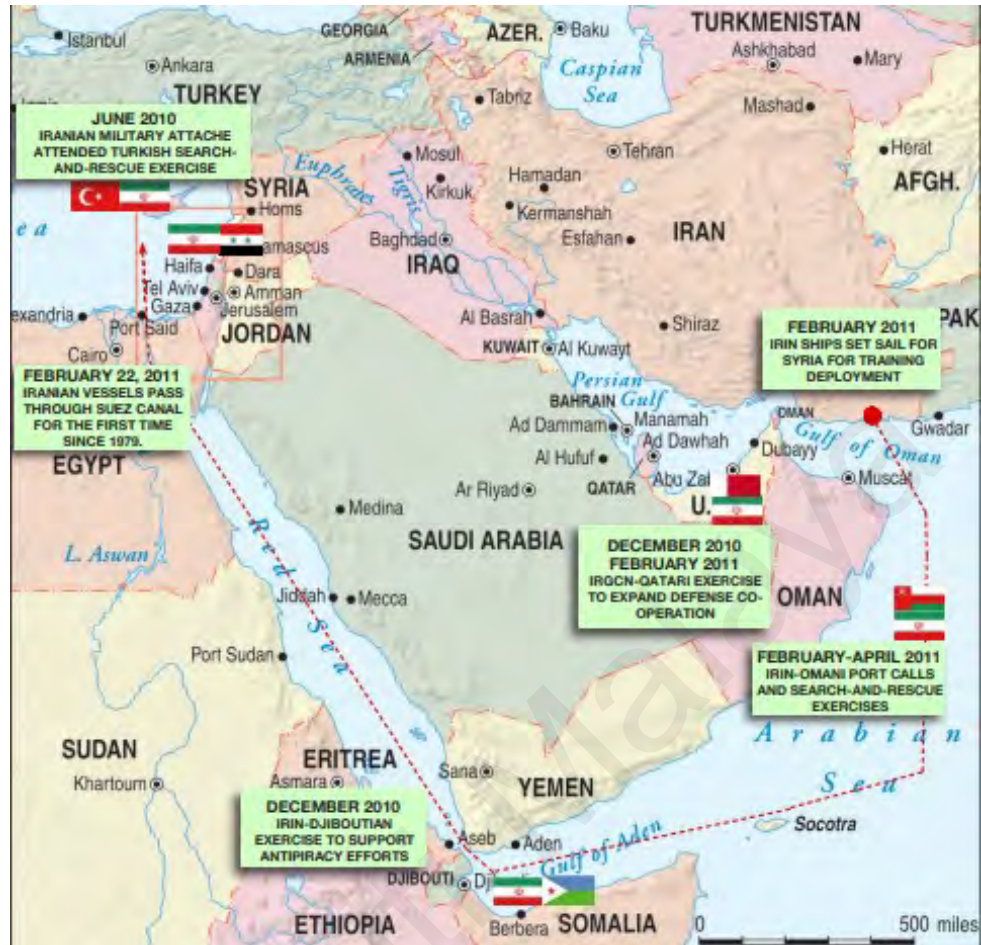 GEORGIA
AZER.
Baku
TURKMENISTAN
Istanbul
ARMENIA
Ashkhabad
Mary
Ankara
Caspian
Sea
TURKEY
Tabriz
Mashad
JUNE 2010
IRANIAN MILITARY ATTACHE
ATTENDED TURKISH SEARCH-
AND-RESCUE EXERCISE
Mosul
Tehran
Herat
Euphrates
Tigris
Kirkuk
Hamadan
AFGH.
SYRIA
Homs
Kermanshah
IRAN
ea
amascus
Baghdad
Esfahan
IRAQ
Haifa
Dara
Tel Aviv
Amman
Gaza
Jerusalem
exandria
Port Said
JORDAN
Al Basrah
Shiraz
FEBRUARY 2011
IRIN SHIPS SET SAIL FOR
SYRIA FOR TRAINING
DEPLOYMENT
PAK
Cairo
KUWAIT
Al Kuwayt
FEBRUARY 22, 2011
IRANIAN VESSELS PASS
THROUGH SUEZ CANAL
FOR THE FIRST TIME
SINCE 1979.
Persian
Gulf
BAHRAIN
Manamah
OMAN
Gwadar
Ad Dammam
Ad Dawhah
Dubayy
Gulf of Oman
EGYPT
Al Hufuf
Abu Zal
Muscat
Ar Riyad
QATAR
U.
Medina
Red Sea
L. Aswan
SAUDI ARABIA
DECEMBER 2010
FEBRUARY 2011
IRGCN-QATARI EXERCISE
TO EXPAND DEFENSE CO-
OPERATION
Jiddah
Mecca
OMAN
Port Sudan
FEBRUARY-APRIL 2011
IRIN-OMANI PORT CALLS
AND SEARCH-AND-RESCUE
EXERCISES
Arabian
Sea
SUDAN
ERITREA
Khartoum
Asmara
Sana
YEMEN
DECEMBER 2010
IRIN-DJIBOUTIAN
EXERCISE TO SUPPORT
ANTIPIRACY EFFORTS
Socotra
Aseb
Aden
Gulf of Aden
DJIBOUTI
Dj
ETHIOPIA
Berbera
SOMALIA
0 500 miles